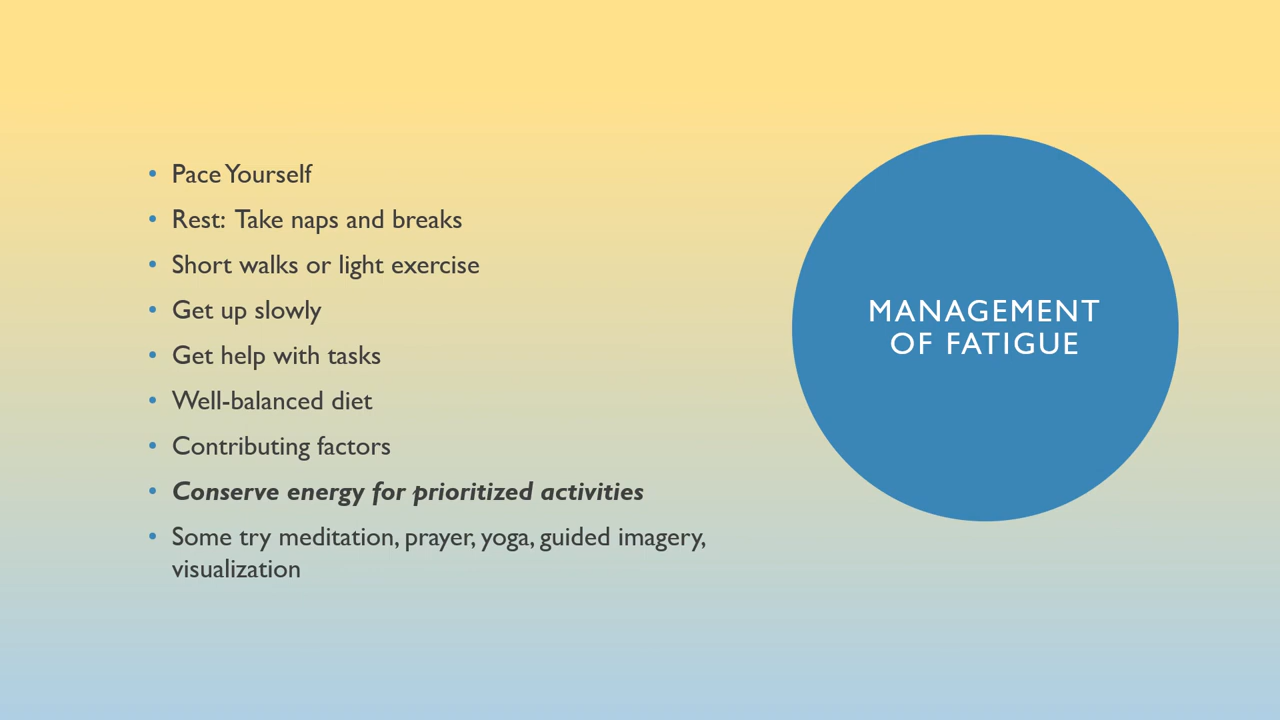 • Pace Yourself
• Rest: Take naps and breaks
• Short walks or light exercise
• Get up slowly
• Get help with tasks
• Well-balanced diet
• Contributing factors
• Conserve energy for prioritized activities
• Some try meditation, prayer, yoga, guided imagery,
visualization
MANAGEMENT
OF FATIGUE